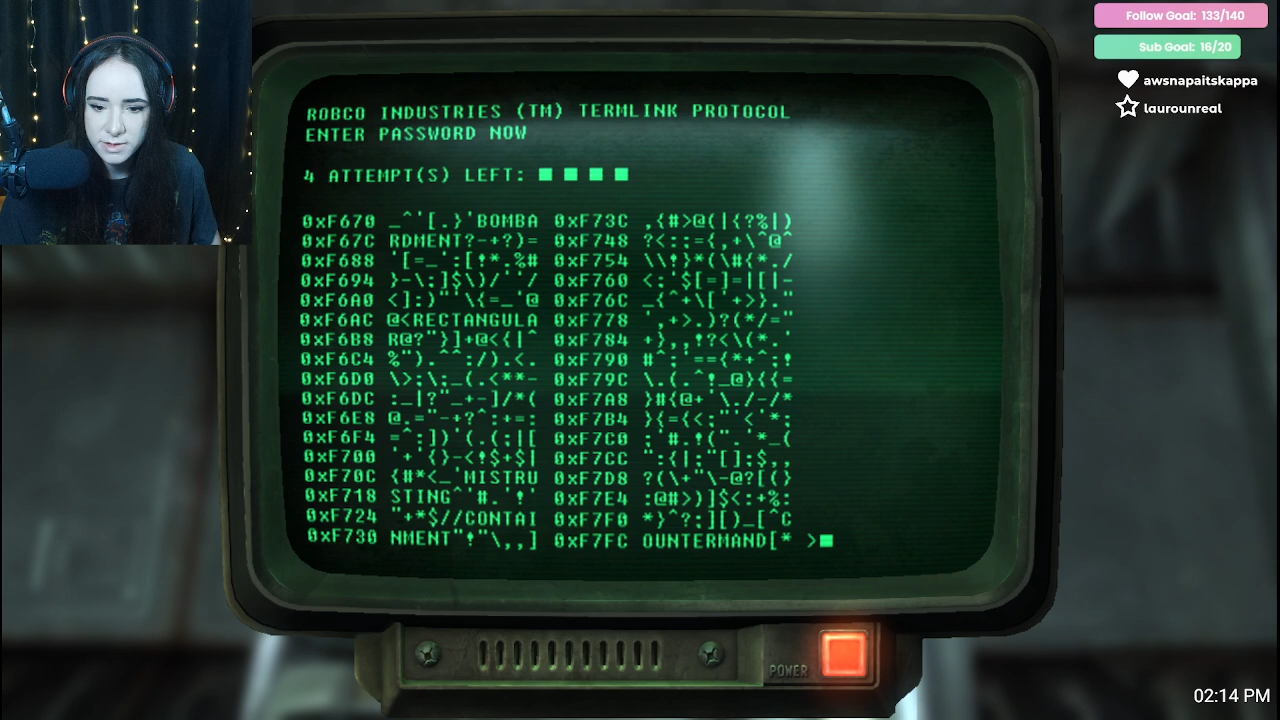 Follow Goal: 133/140
Sub Goal: 16/20
awsnapaitskappa
laurounreal
ROBCO INDUSTRIES (TM) TERMLINK PROTOCOL
ENTER PASSWORD NOW
4 ATTEMPT(S) LEFT: ■ ■ ■ ■
0xF670 _^'[.}'BOMBA 0xF73C ,{#>@(|{?%|)
0xF67C RDMENT?-+?)= 0xF748 ?<:;={,+\^@^
0xF688 '[=_':[!*.%# 0xF754 \\!}*(\#{*./
0xF694 }-\;]$\)/¨'/ 0xF760 <:'$[=]=|[|-
0xF6A0 <]:)"'\{=_'@ 0xF76C _{^+\['+>}."
0xF6AC @<RECTANGULA 0xF778 ',+>.)?(*/="
0xF6B8 R@?"}]+@<{|^ 0xF784 +},,!?<\(*.'
0xF6C4 %").^^:/).<. 0xF790 #^;'=={*+^;!
0xF6D0 \>;\;_(.<**- 0xF79C \.(.^!_@}{{=
0xF6DC :_|?"_+-]/*( 0xF7A8 }#{@+'\./-/*
0xF6E8 @.="-+?^:+=: 0xF7B4 }{={<;"'<'*;
0xF6F4 =^;])'(.(;|[ 0xF7C0 ;'#.!(".'*_(
0xF700 '+'{}-<!$+$| 0xF7CC ":{|;"[];$,,
0xF70C {#*<_'MISTRU 0xF7D8 ?(\+"\-@?[(}
0xF718 STING^'#.'!' 0xF7E4 :@#>)]$<:+%:
0xF724 "+*$//CONTAI 0xF7F0 *}^?;][)_[^C
0xF730 NMENT"!"\,,] 0xF7FC OUNTERMAND[* >■
POWER
02:14 PM